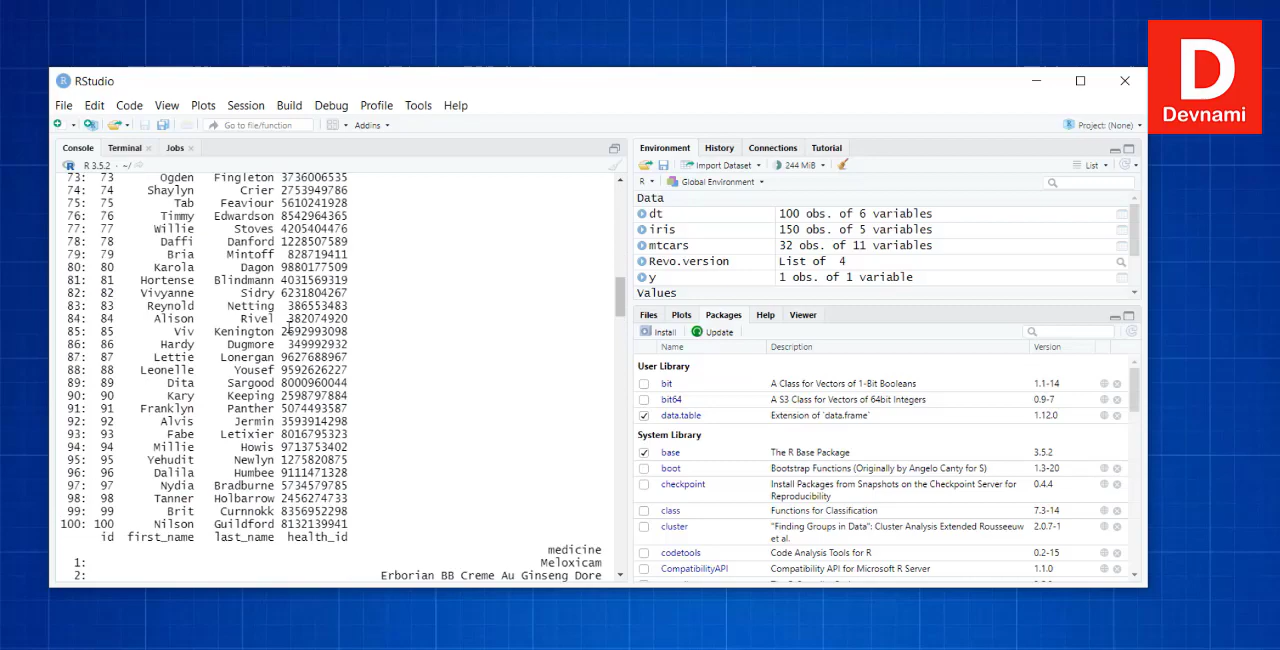 D
Devnami
RStudio
File Edit Code View Plots Session Build Debug Profile Tools Help
Go to file/function Addins Project: (None)
Console Terminal Jobs
R 3.5.2 · ~/
73: 73 Ogden Fingleton 3736006535
74: 74 Shaylyn Crier 2753949786
75: 75 Tab Feaviour 5610241928
76: 76 Timmy Edwardson 8542964365
77: 77 Willie Stoves 4205404476
78: 78 Daffi Danford 1228507589
79: 79 Bria Mintoff 828719411
80: 80 Karola Dagon 9880177509
81: 81 Hortense Blindmann 4031569319
82: 82 Vivyanne Sidry 6231804267
83: 83 Reynold Netting 386553483
84: 84 Alison Rivel 382074920
85: 85 Viv Kenington 2692993098
86: 86 Hardy Dugmore 349992932
87: 87 Lettie Lonergan 9627688967
88: 88 Leonelle Yousef 9592626227
89: 89 Dita Sargood 8000960044
90: 90 Kary Keeping 2598797884
91: 91 Franklyn Panther 5074493587
92: 92 Alvis Jermin 3593914298
93: 93 Fabe Letixier 8016795323
94: 94 Millie Howis 9713753402
95: 95 Yehudit Newlyn 1275820875
96: 96 Dalila Humbee 9111471328
97: 97 Nydia Bradburne 5734579785
98: 98 Tanner Holbarrow 2456274733
99: 99 Brit Curnnokk 8356952298
100: 100 Nilson Guildford 8132139941
id first_name last_name health_id
medicine
1: Meloxicam
2: Erborian BB Creme Au Ginseng Dore
Environment History Connections Tutorial
Import Dataset 244 MiB List
R Global Environment
Data
dt 100 obs. of 6 variables
iris 150 obs. of 5 variables
mtcars 32 obs. of 11 variables
Revo.version List of 4
y 1 obs. of 1 variable
Values
Files Plots Packages Help Viewer
Install Update
Name Description Version
User Library
bit A Class for Vectors of 1-Bit Booleans 1.1-14
bit64 A S3 Class for Vectors of 64bit Integers 0.9-7
data.table Extension of `data.frame` 1.12.0
System Library
base The R Base Package 3.5.2
boot Bootstrap Functions (Originally by Angelo Canty for S) 1.3-20
checkpoint Install Packages from Snapshots on the Checkpoint Server for 0.4.4
Reproducibility
class Functions for Classification 7.3-14
cluster "Finding Groups in Data": Cluster Analysis Extended Rousseeuw 2.0.7-1
et al.
codetools Code Analysis Tools for R 0.2-15
CompatibilityAPI Compatibility API for Microsoft R Server 1.1.0